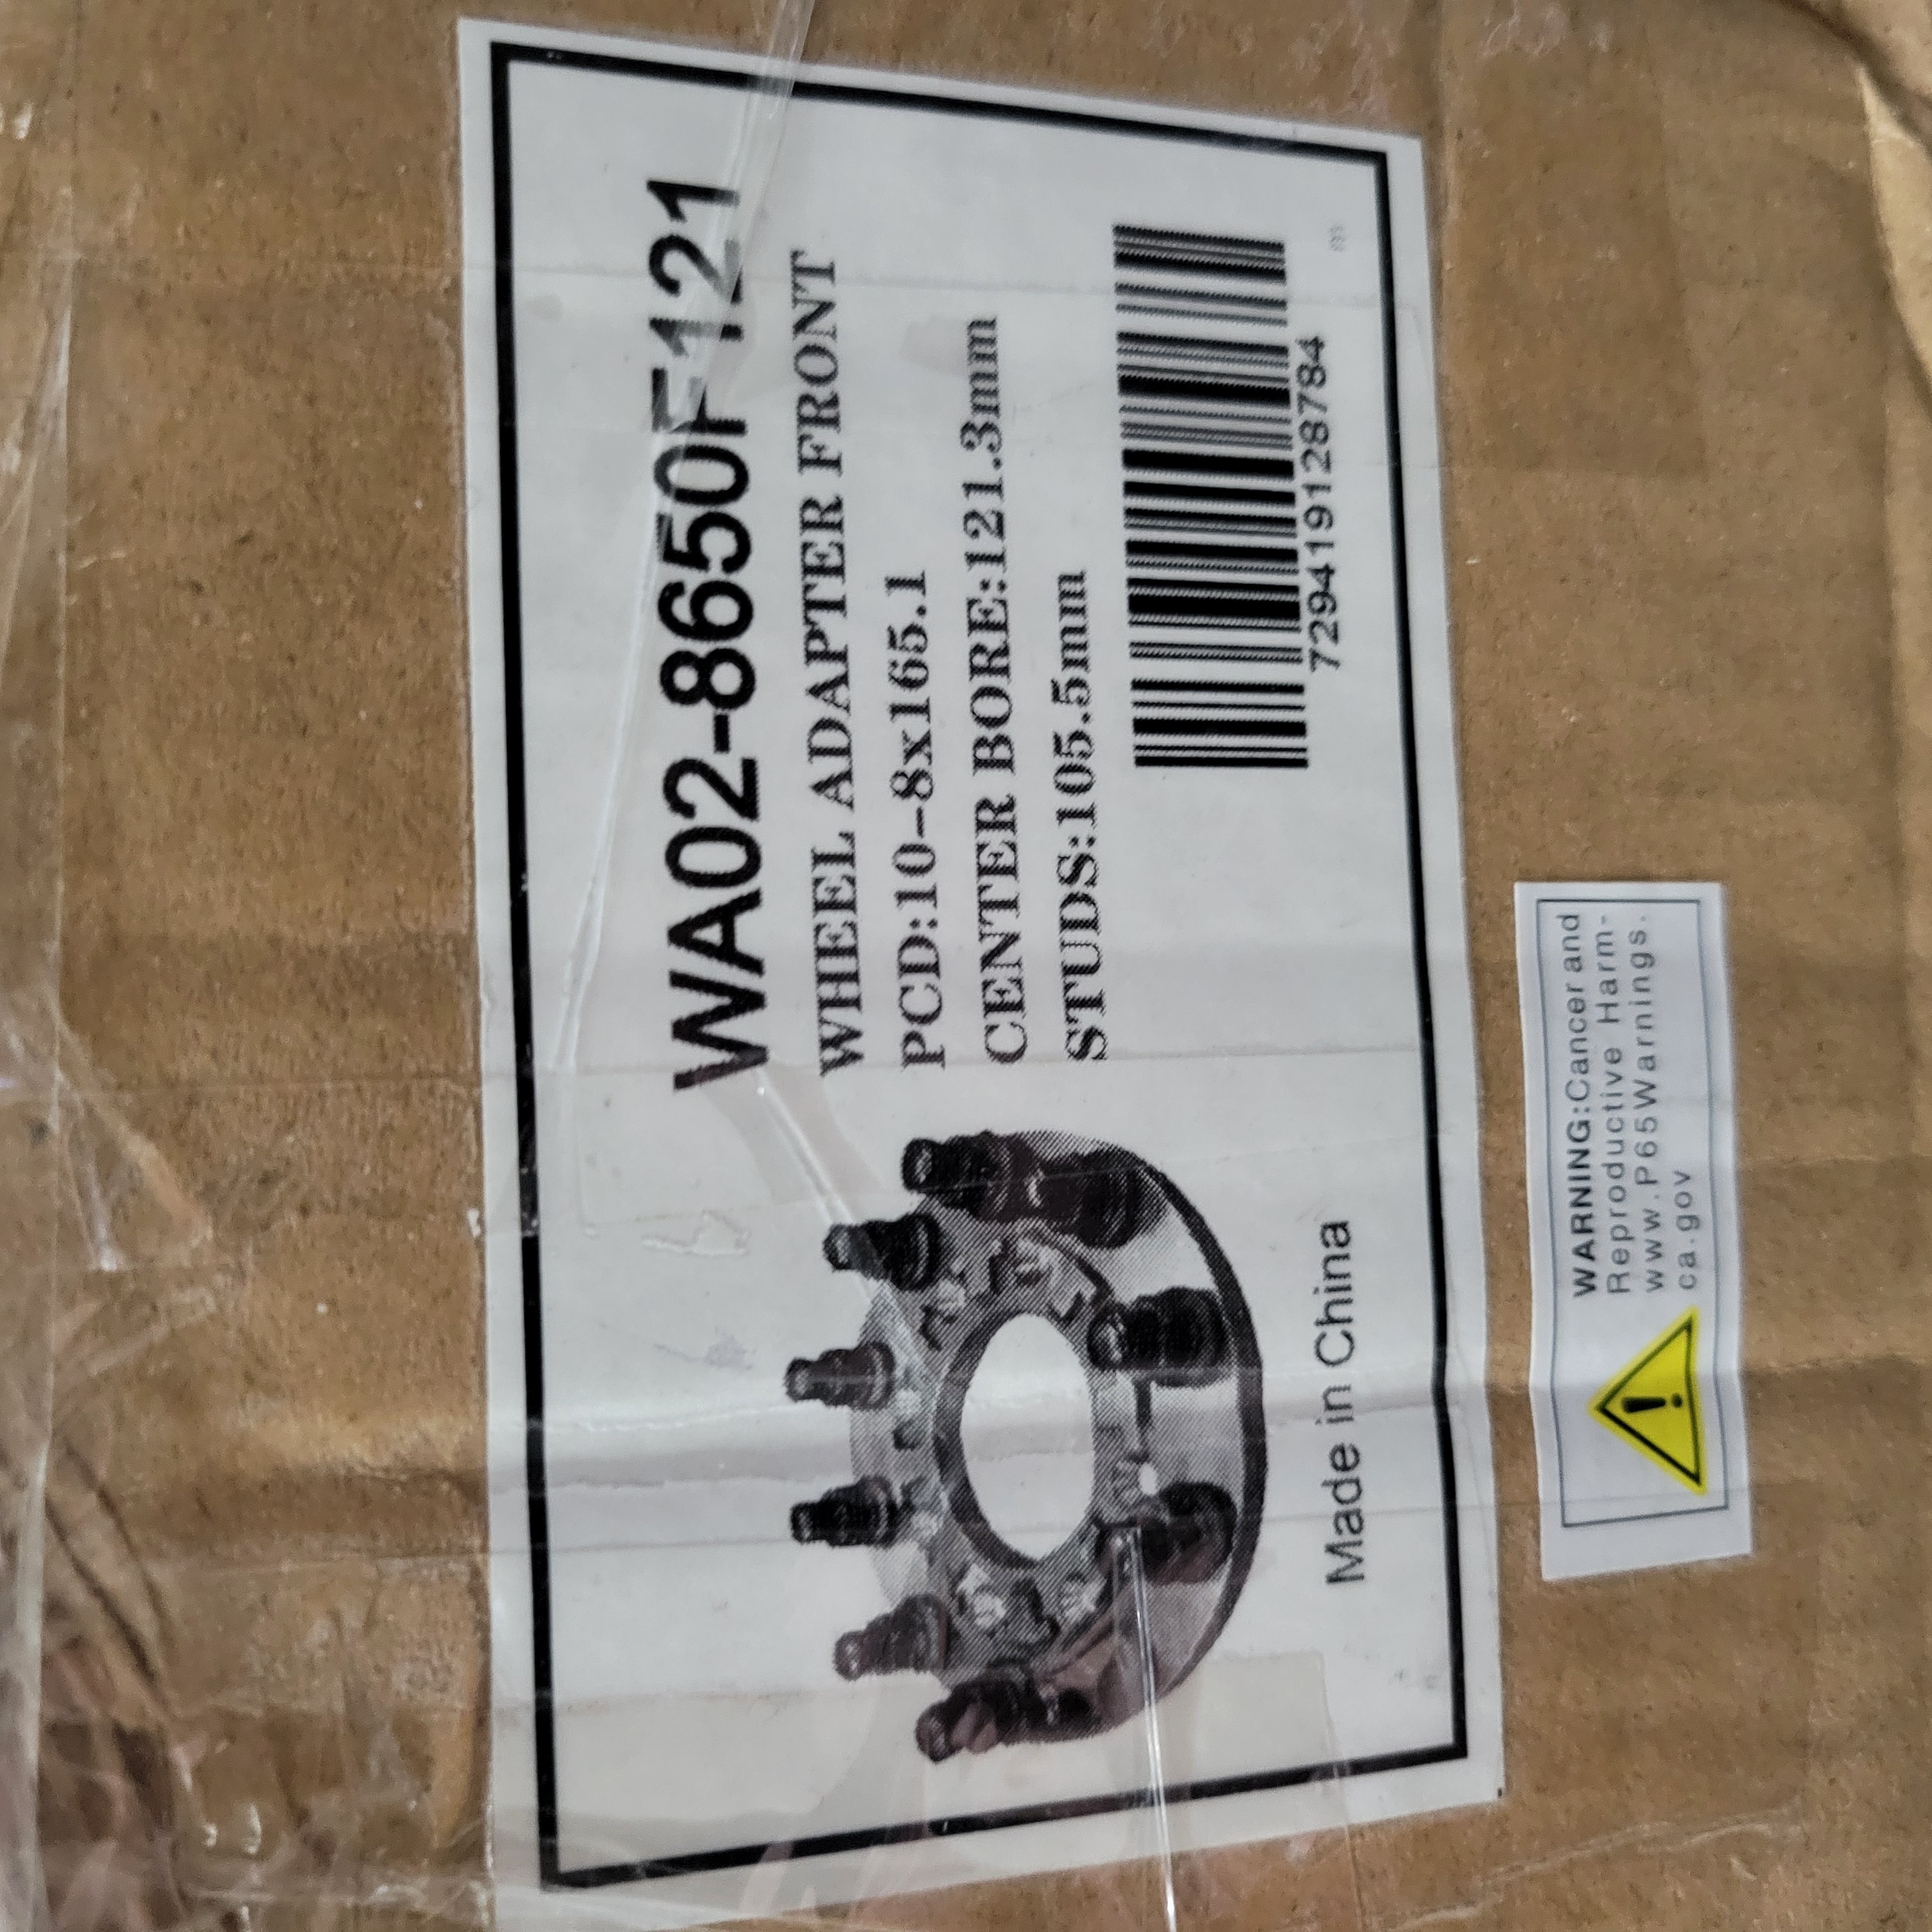 WA02-8650F121
WHEEL ADAPTER FRONT
PCD:10-8x165.1
CENTER BORE:121.3mm
STUDS:105.5mm
729419128784
Made in China
WARNING:Cancer and
Reproductive Harm-
www.P65Warnings.
ca.gov